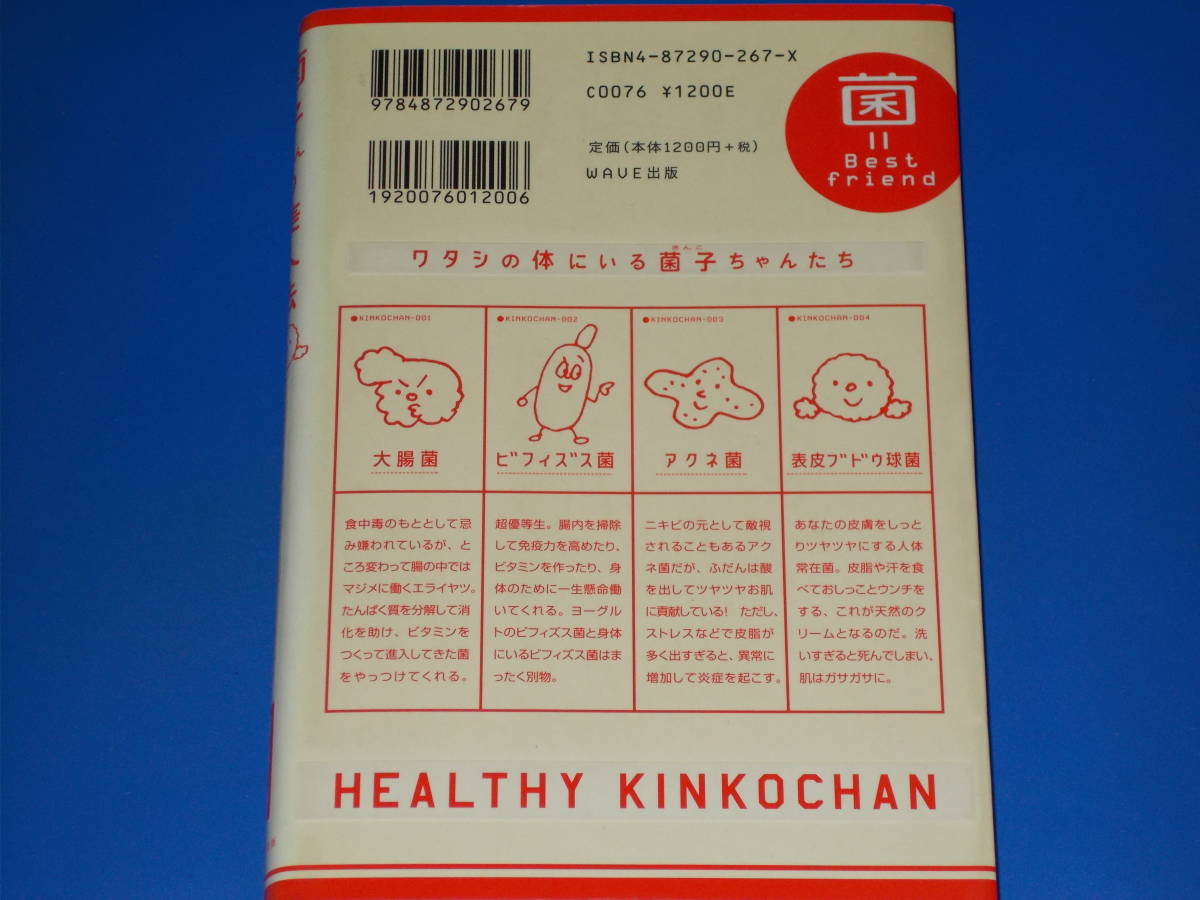 ISBN4-87290-267-X
9784872902679
C0076 ¥1200E
定価(本体1200円+税)
WAVE出版
1920076012006
菌
=
Best
friend
きんこ
ワタシの体にいる菌子ちゃんたち
●KINKOCHAN-001
大腸菌
食中毒のもととして忌
み嫌われているが、と
ころ変わって腸の中では
マジメに働くエライヤツ。
たんぱく質を分解して消
化を助け、ビタミンを
つくって進入してきた菌
をやっつけてくれる。
●KINKOCHAN-002
ビフィズス菌
超優等生。腸内を掃除
して免疫力を高めたり、
ビタミンを作ったり、身
体のために一生懸命働
いてくれる。ヨーグル
トのビフィズス菌と身体
にいるビフィズス菌はま
ったく別物。
●KINKOCHAN-003
アクネ菌
ニキビの元として敵視
されることもあるアク
ネ菌だが、ふだんは酸
を出してツヤツヤお肌
に貢献している! ただし、
ストレスなどで皮脂が
多く出すぎると、異常に
増加して炎症を起こす。
●KINKOCHAN-004
表皮ブドウ球菌
あなたの皮膚をしっと
りツヤツヤにする人体
常在菌。皮脂や汗を食
べておしっことウンチを
する、これが天然のク
リームとなるのだ。洗
いすぎると死んでしまい、
肌はガサガサに。
HEALTHY KINKOCHAN